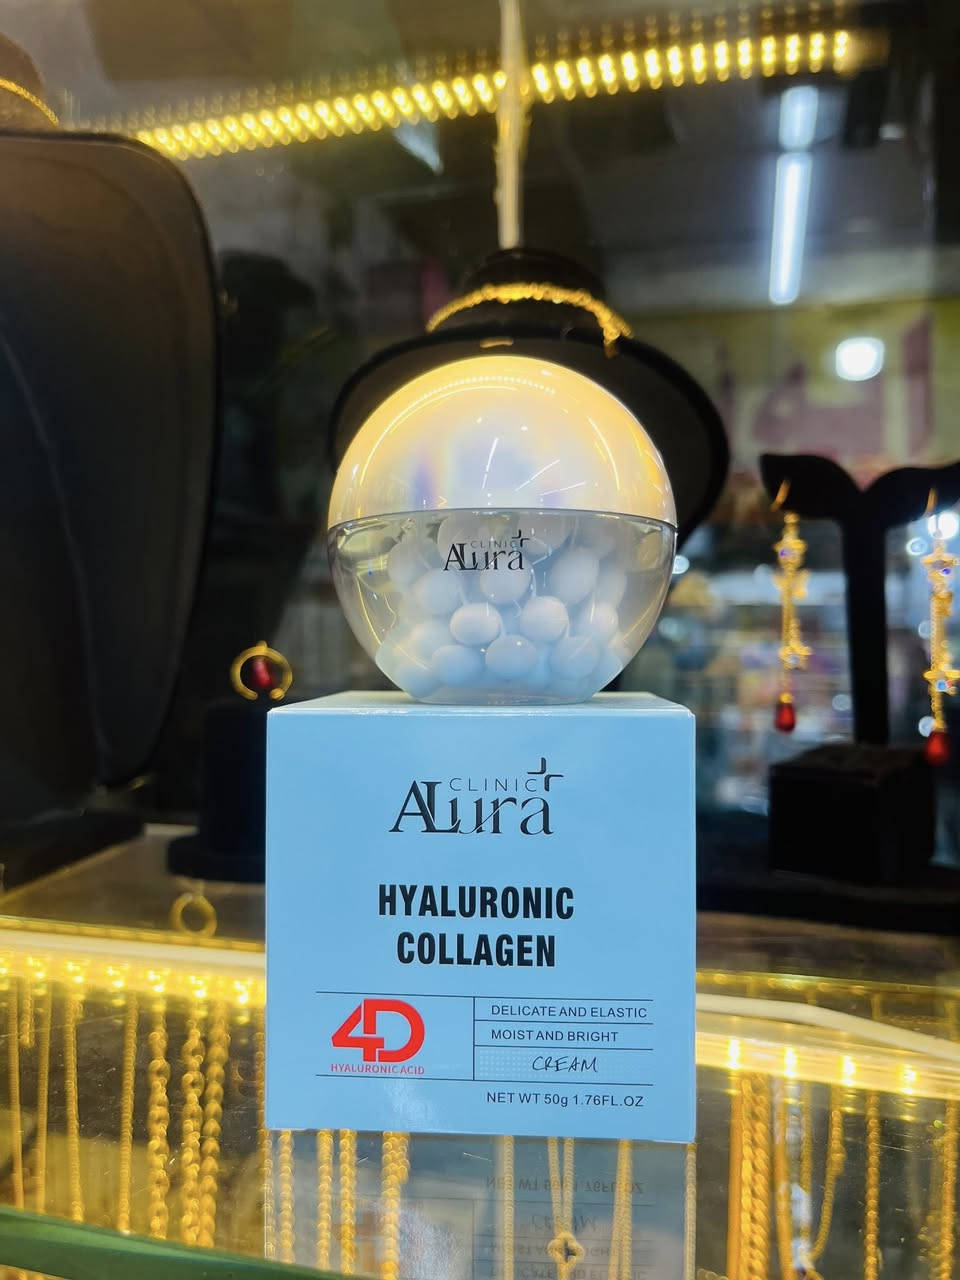 CLINIC
ALura
CLINIC
ALura
HYALURONIC
COLLAGEN
4D
HYALURONIC ACID
DELICATE AND ELASTIC
MOIST AND BRIGHT
CREAM
NET WT 50g 1.76FL.OZ